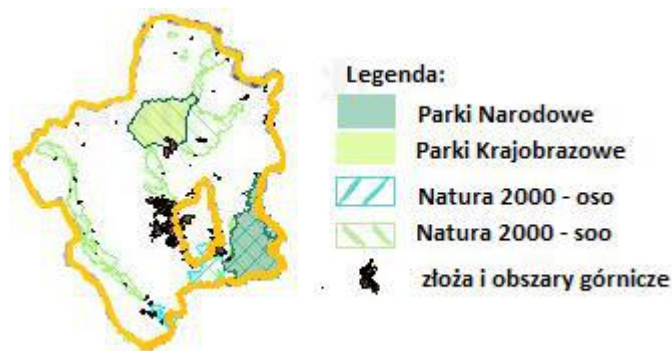 Legenda:
Parki Narodowe
Parki Krajobrazowe
Natura 2000 - oso
Natura 2000 - soo
złoża i obszary górnicze